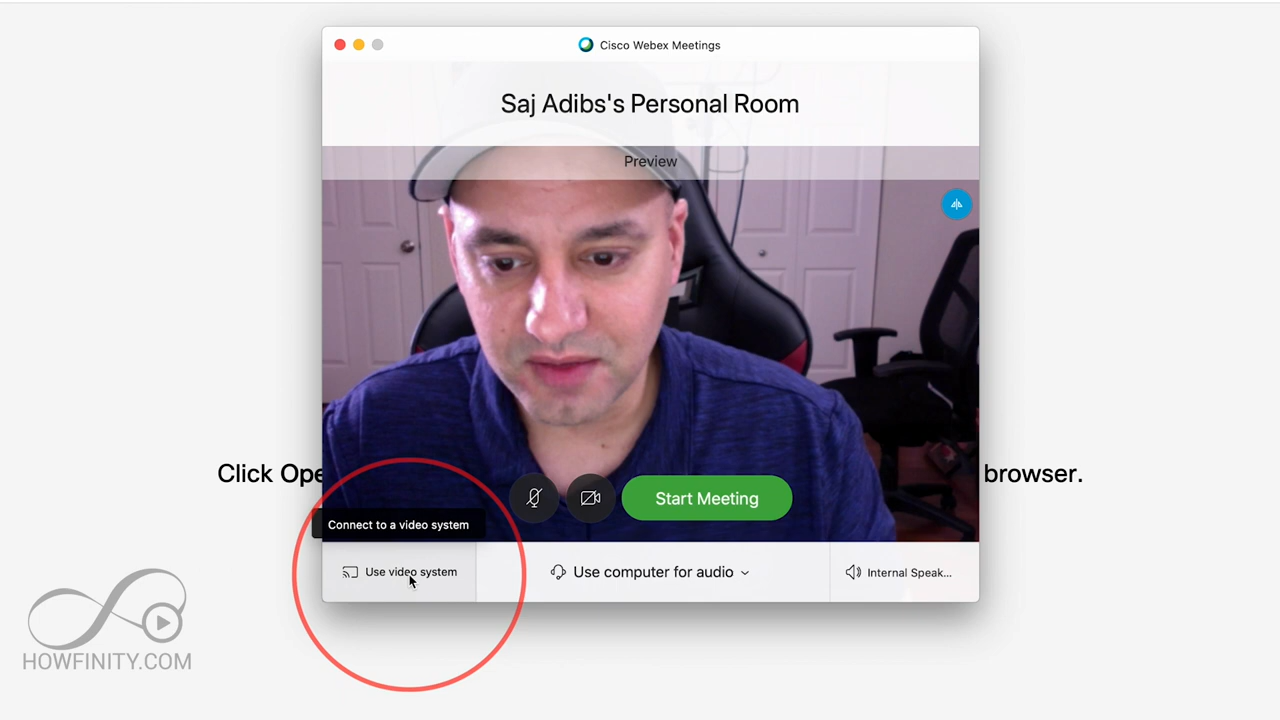 Cisco Webex Meetings
Saj Adibs's Personal Room
Preview
Click Ope
browser.
Start Meeting
Connect to a video system
Use video system
Use computer for audio
Internal Speak...
HOWFINITY.COM